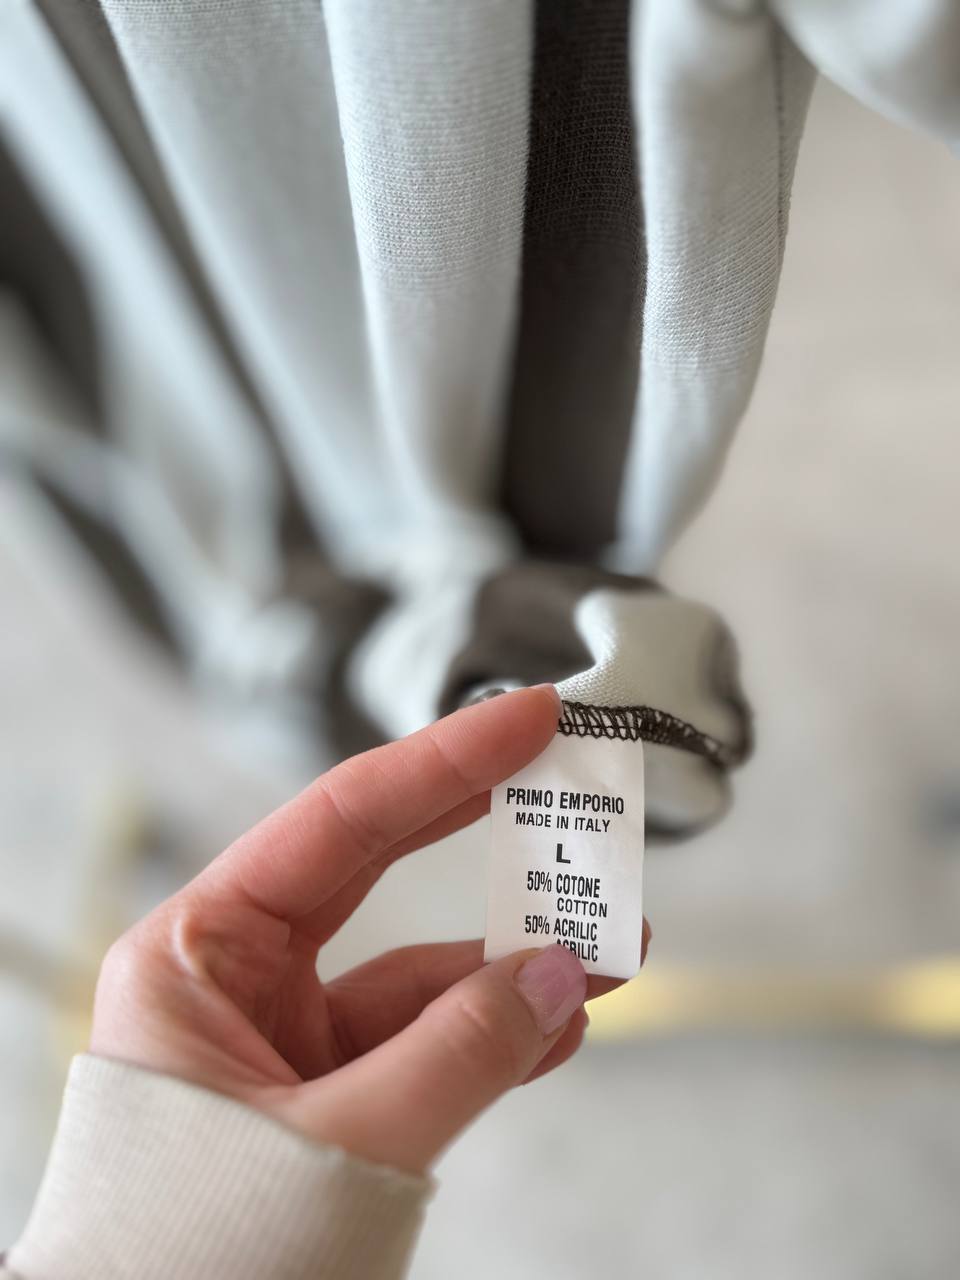 PRIMO EMPORIO
MADE IN ITALY
L
50% COTONE
COTTON
50% ACRILIC
ACRILIC